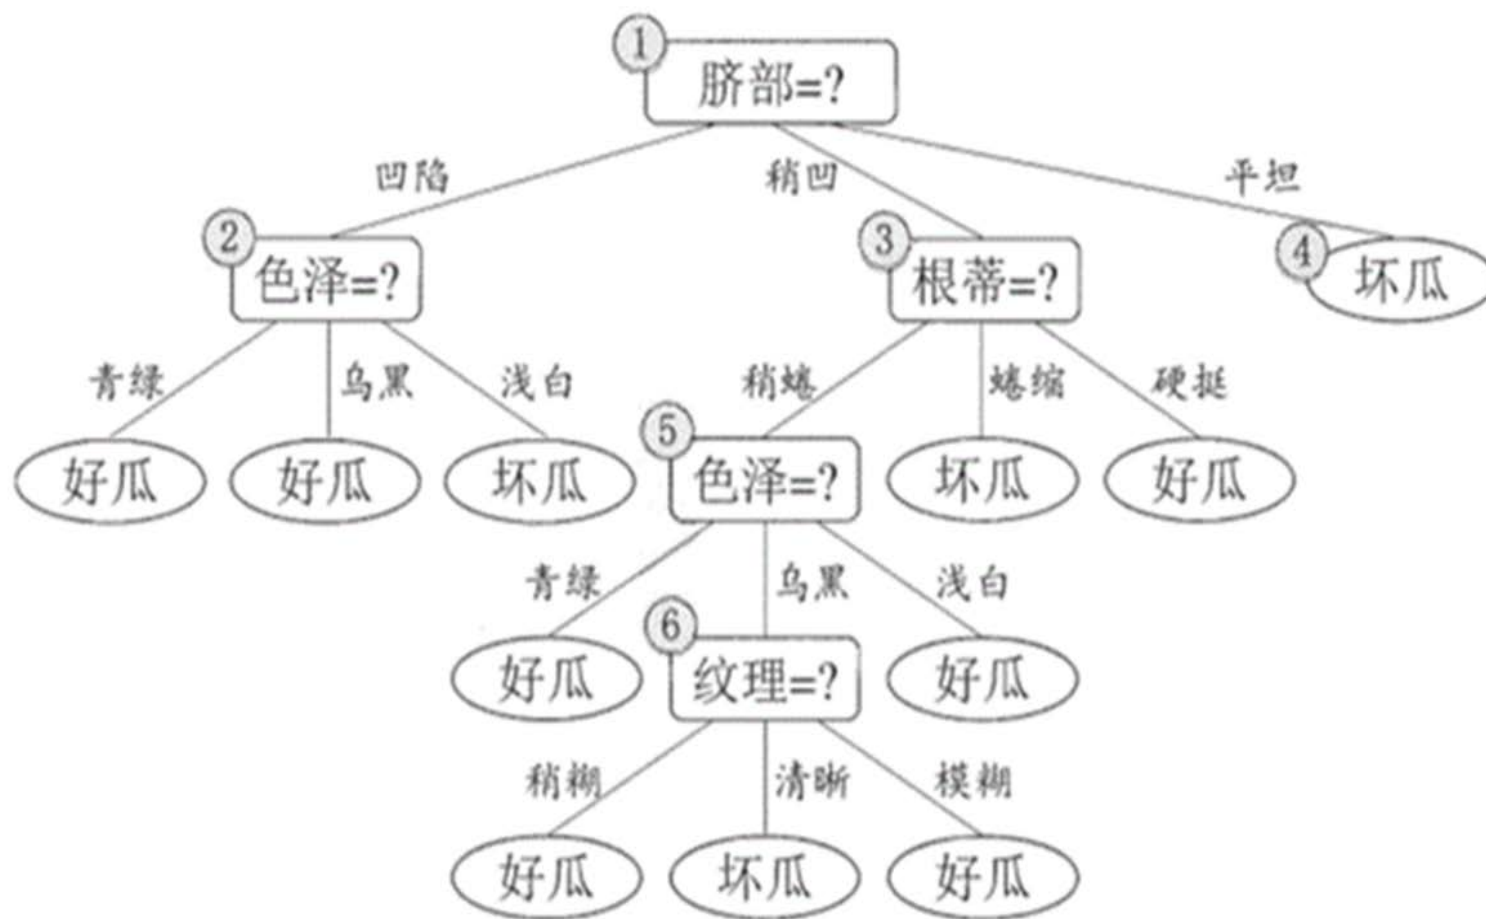 ①
脐部=?
凹陷 稍凹 平坦
② ③ ④
色泽=? 根蒂=? 坏瓜
青绿 乌黑 浅白 稍蜷 蜷缩 硬挺
⑤
好瓜 好瓜 坏瓜 色泽=? 坏瓜 好瓜
青绿 乌黑 浅白
⑥
好瓜 纹理=? 好瓜
稍糊 清晰 模糊
好瓜 坏瓜 好瓜